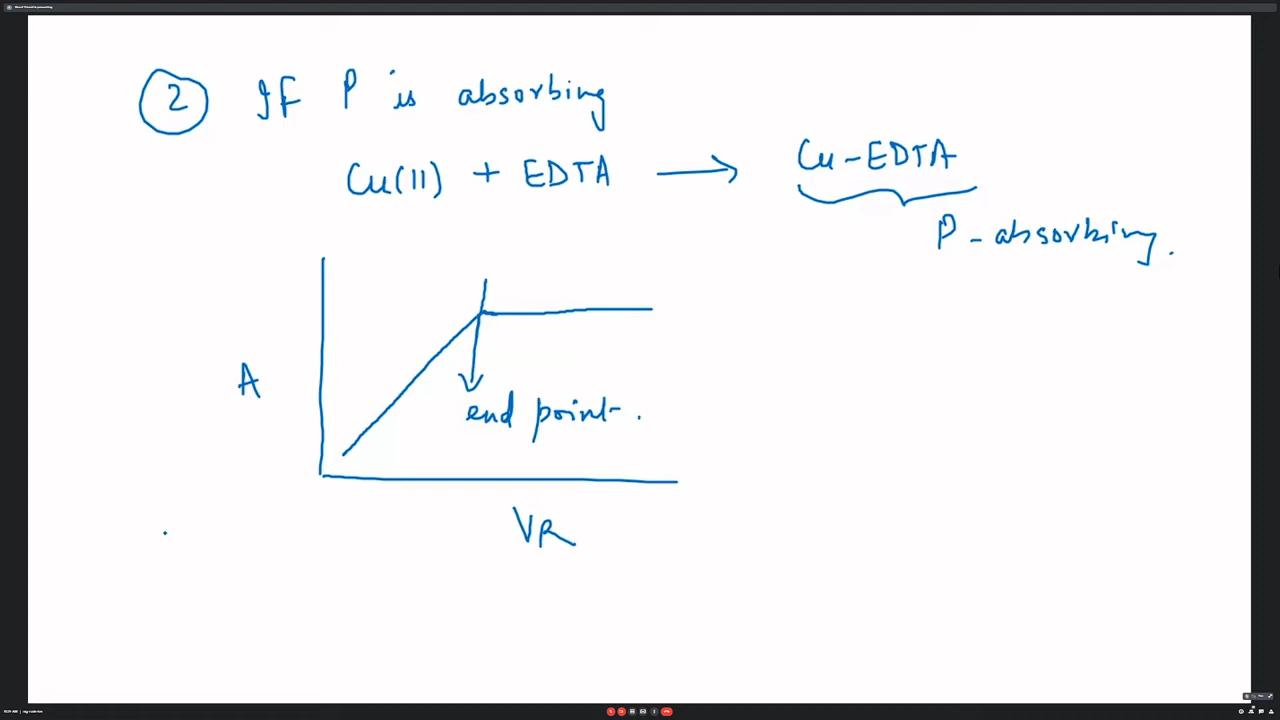 2 If P is absorbing
Cu(II) + EDTA → Cu-EDTA
P-absorbing.
A
end point.
VR